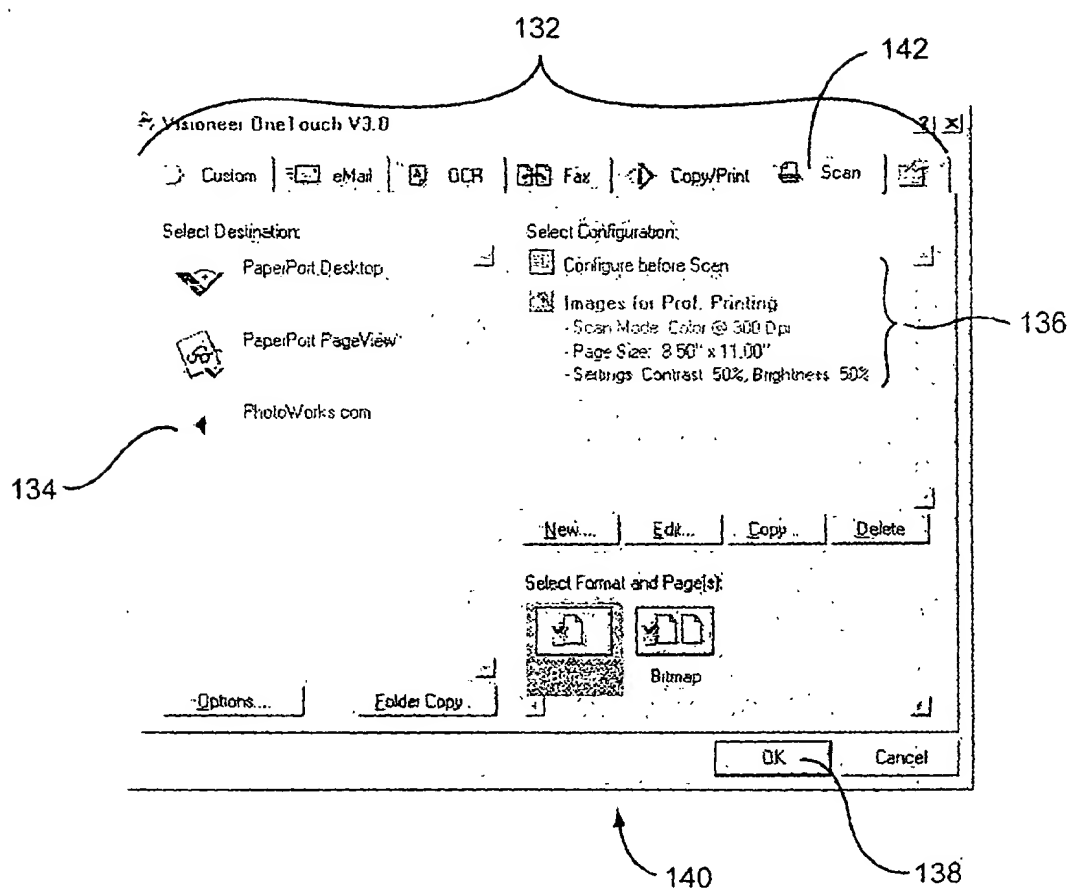 132
142
Visioneer OneTouch V3.0
Custom eMail OCR Fax Copy/Print Scan
Select Destination:
Select Configuration:
PaperPort Desktop
Configure before Scan
Images for Prof. Printing
- Scan Mode: Color @ 300 Dpi
136
PaperPort PageView
- Page Size: 8.50" x 11.00"
- Settings: Contrast 50%, Brightness 50%
PhotoWorks.com
134
New... Edit... Copy... Delete
Select Format and Page(s):
Bitmap
Options... Folder Copy
OK Cancel
140
138